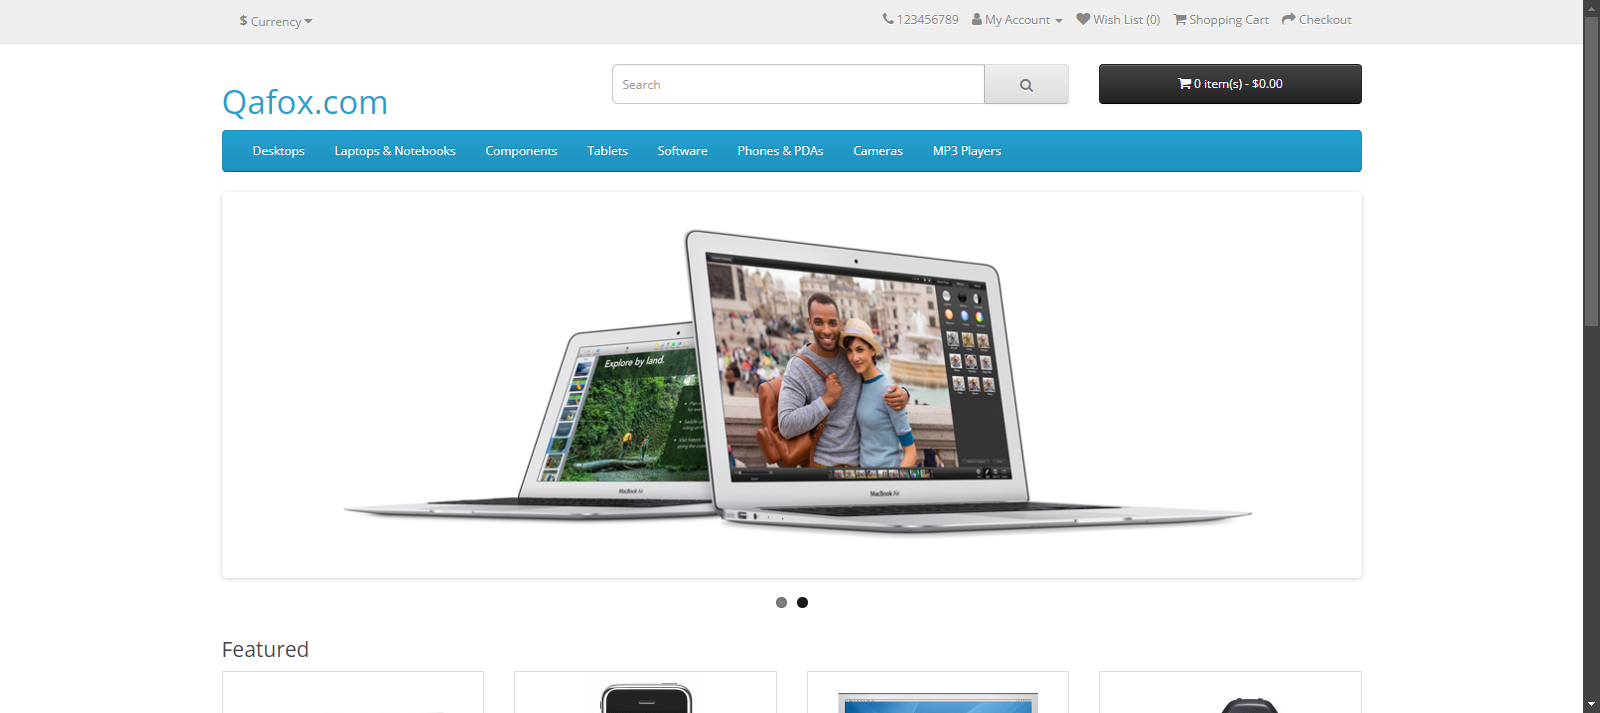 $ Currency
123456789 My Account Wish List (0) Shopping Cart Checkout
Qafox.com
Search
0 item(s) - $0.00
Desktops Laptops & Notebooks Components Tablets Software Phones & PDAs Cameras MP3 Players
Explore by land.
MacBook Air
MacBook Air
Featured